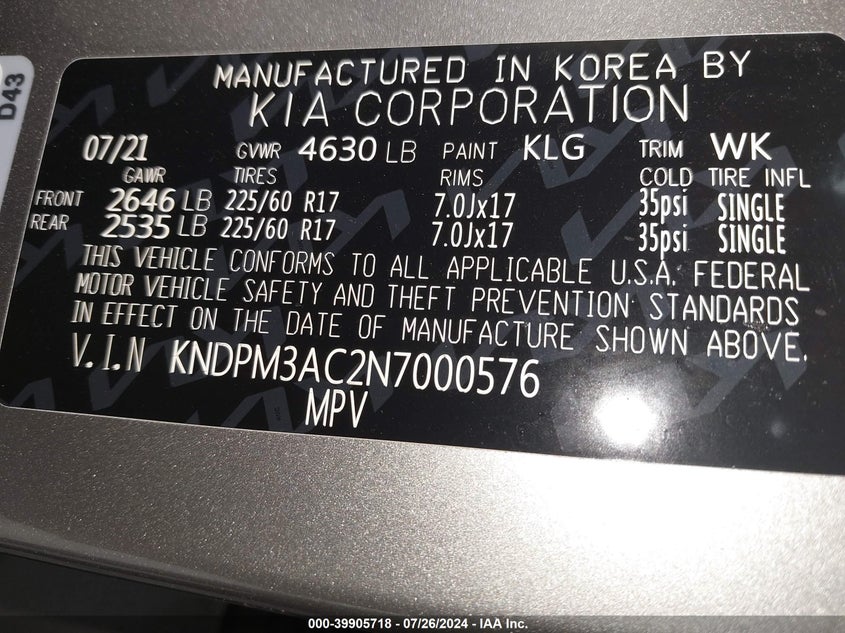 D43
MANUFACTURED IN KOREA BY
KIA CORPORATION
07/21 GVWR 4630 LB PAINT KLG TRIM WK
GAWR TIRES RIMS COLD TIRE INFL
FRONT 2646 LB 225/60 R17 7.0Jx17 35psi SINGLE
REAR 2535 LB 225/60 R17 7.0Jx17 35psi SINGLE
THIS VEHICLE CONFORMS TO ALL APPLICABLE U.S.A. FEDERAL
MOTOR VEHICLE SAFETY AND THEFT PREVENTION STANDARDS
IN EFFECT ON THE DATE OF MANUFACTURE SHOWN ABOVE.
V.I.N KNDPM3AC2N7000576
MPV
000-39905718 - 07/26/2024 - IAA Inc.